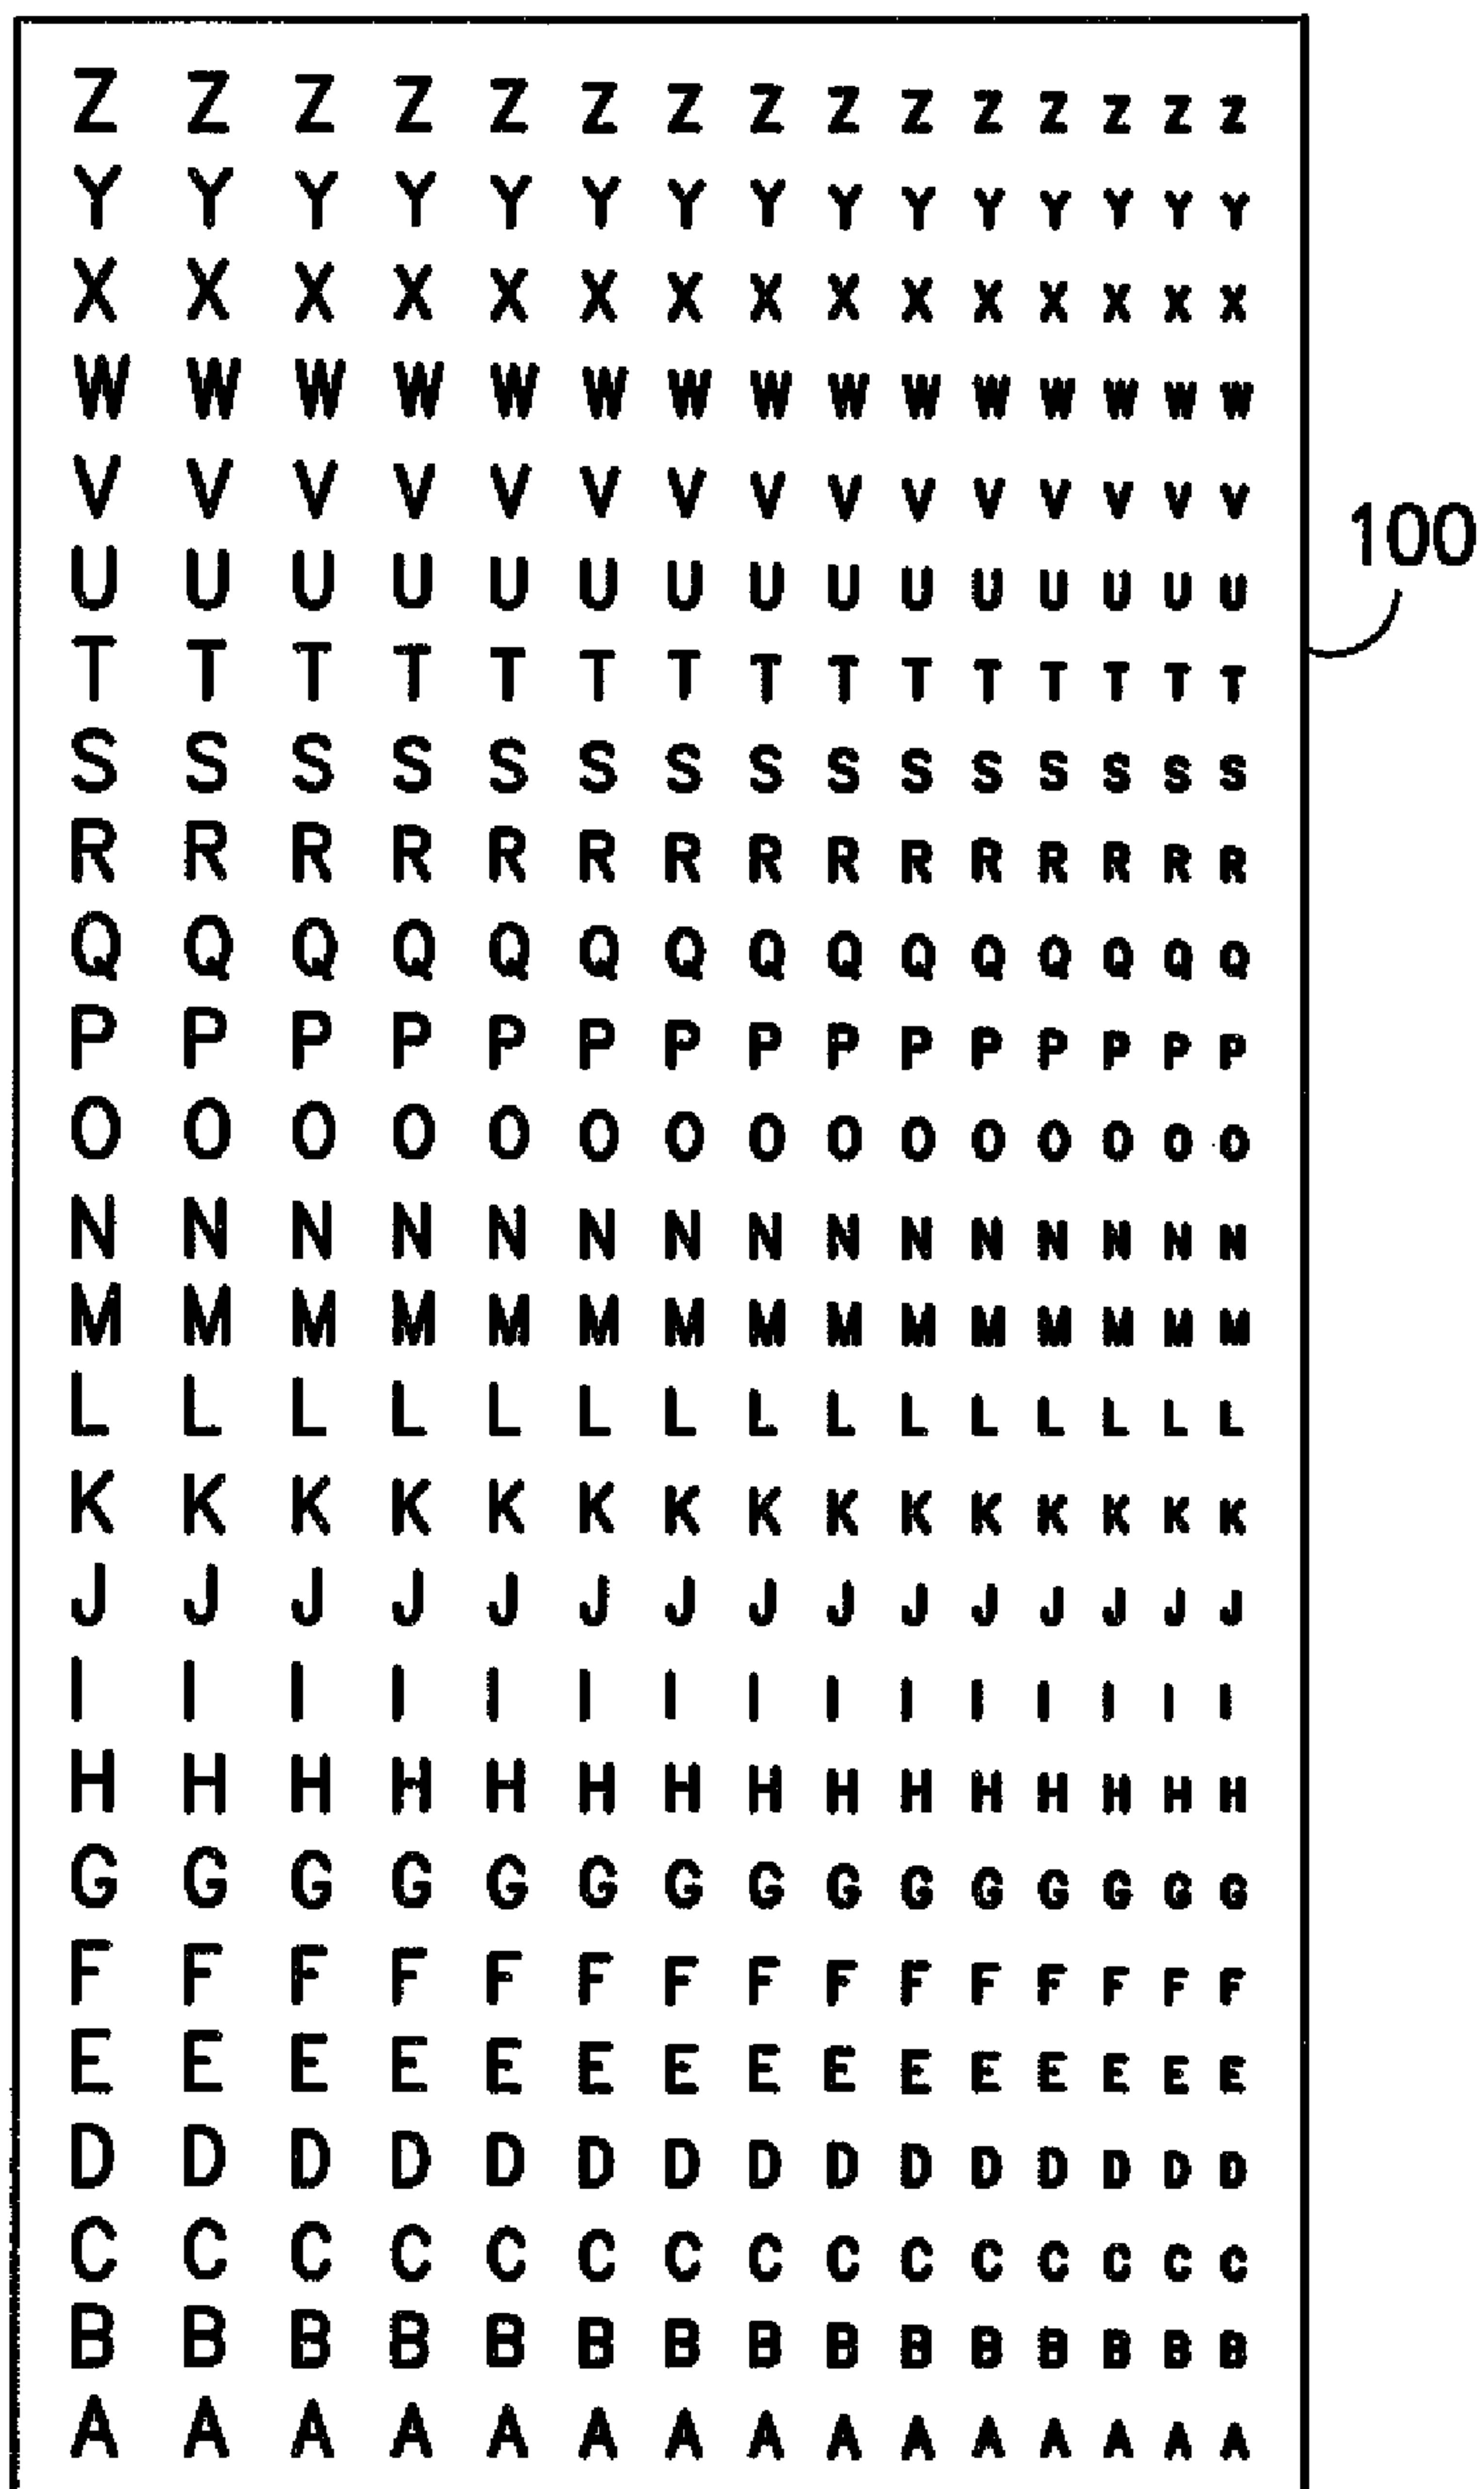 Z Z Z Z Z Z Z Z Z Z Z Z Z Z Z
Y Y Y Y Y Y Y Y Y Y Y Y Y Y Y
X X X X X X X X X X X X X X X
W W W W W W W W W W W W W W W
V V V V V V V V V V V V V V V
100
U U U U U U U U U U U U U U U
T T T T T T T T T T T T T T T
S S S S S S S S S S S S S S S
R R R R R R R R R R R R R R R
Q Q Q Q Q Q Q Q Q Q Q Q Q Q Q
P P P P P P P P P P P P P P P
O O O O O O O O O O O O O O O
N N N N N N N N N N N N N N N
M M M M M M M M M M M M M M M
L L L L L L L L L L L L L L L
K K K K K K K K K K K K K K K
J J J J J J J J J J J J J J J
I I I I I I I I I I I I I I I
H H H H H H H H H H H H H H H
G G G G G G G G G G G G G G G
F F F F F F F F F F F F F F F
E E E E E E E E E E E E E E E
D D D D D D D D D D D D D D D
C C C C C C C C C C C C C C C
B B B B B B B B B B B B B B B
A A A A A A A A A A A A A A A